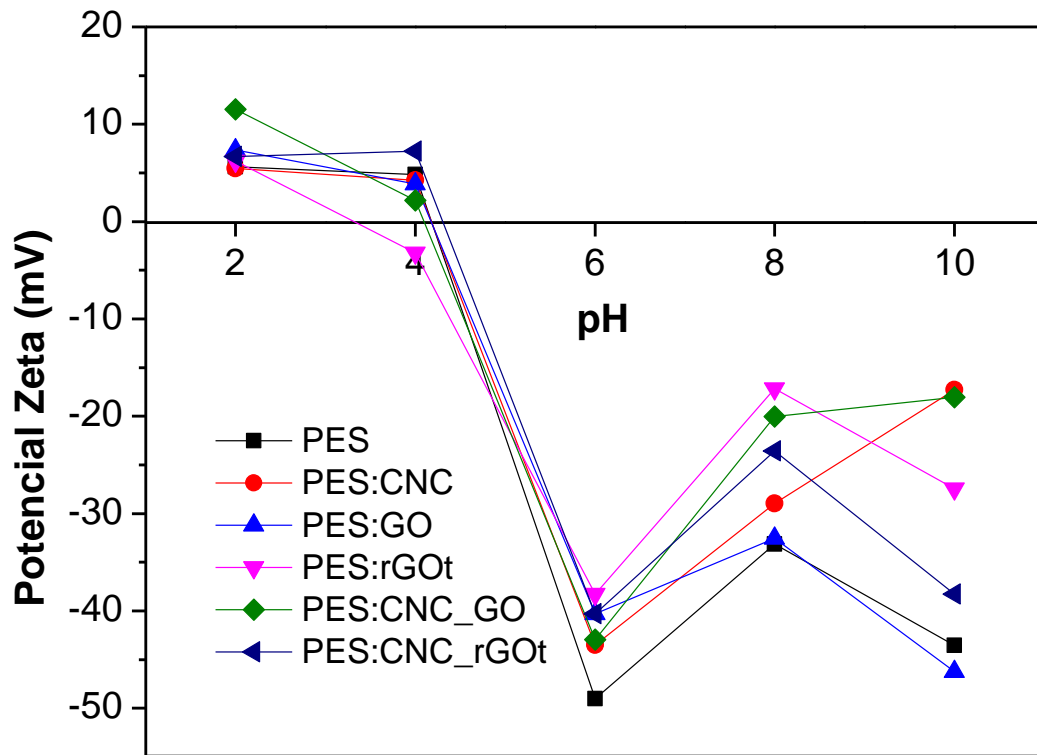 20
10
0
-10
-20
-30
-40
-50
Potencial Zeta (mV)
2 4 6 8 10
pH
PES
PES:CNC
PES:GO
PES:rGOt
PES:CNC_GO
PES:CNC_rGOt